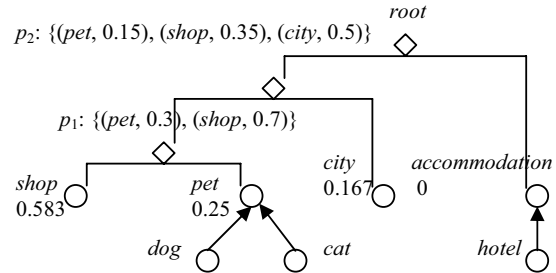 root
p₂: {(pet, 0.15), (shop, 0.35), (city, 0.5)}
p₁: {(pet, 0.3), (shop, 0.7)}
shop pet city accommodation
0.583 0.25 0.167 0
dog cat hotel